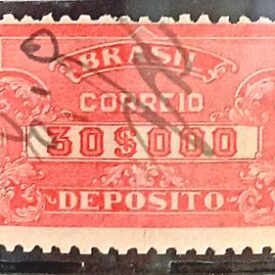 BRASIL
CORREIO
30$000
DEPOSITO